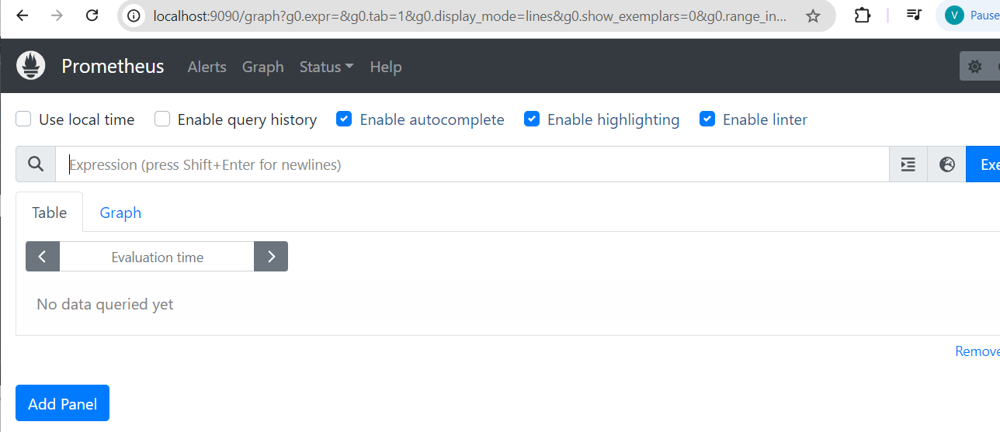 localhost:9090/graph?g0.expr=&g0.tab=1&g0.display_mode=lines&g0.show_exemplars=0&g0.range_in...
V Pause
Prometheus Alerts Graph Status Help
Use local time Enable query history Enable autocomplete Enable highlighting Enable linter
Expression (press Shift+Enter for newlines) Exe
Table Graph
Evaluation time
No data queried yet
Remove
Add Panel